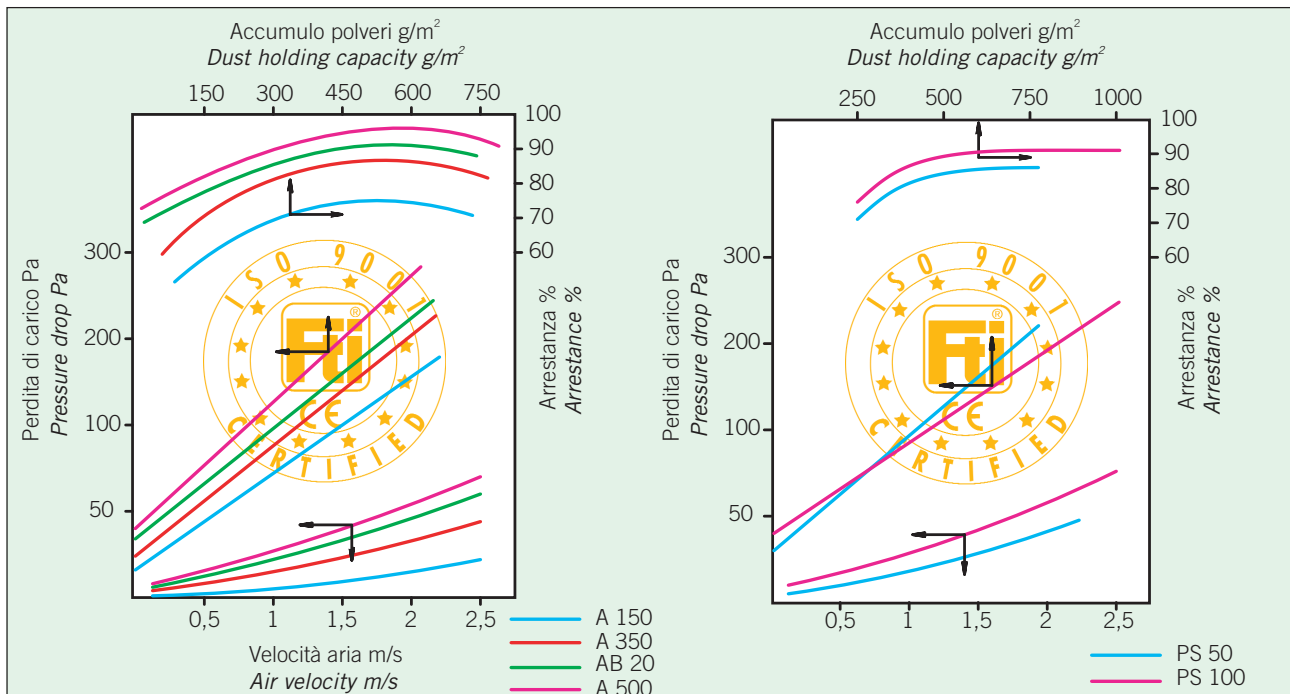 Accumulo polveri g/m²
Dust holding capacity g/m²
150 300 450 600 750
100
90
80
70
60
300
200
100
50
Perdita di carico Pa
Pressure drop Pa
Arrestanza %
Arrestance %
ISO 9001
Fti ®
CE
CERTIFIED
0,5 1 1,5 2 2,5
Velocità aria m/s
Air velocity m/s
A 150
A 350
AB 20
A 500
Accumulo polveri g/m²
Dust holding capacity g/m²
250 500 750 1000
100
90
80
70
60
300
200
100
50
Perdita di carico Pa
Pressure drop Pa
Arrestanza %
Arrestance %
ISO 9001
Fti ®
CE
CERTIFIED
0,5 1 1,5 2 2,5
PS 50
PS 100